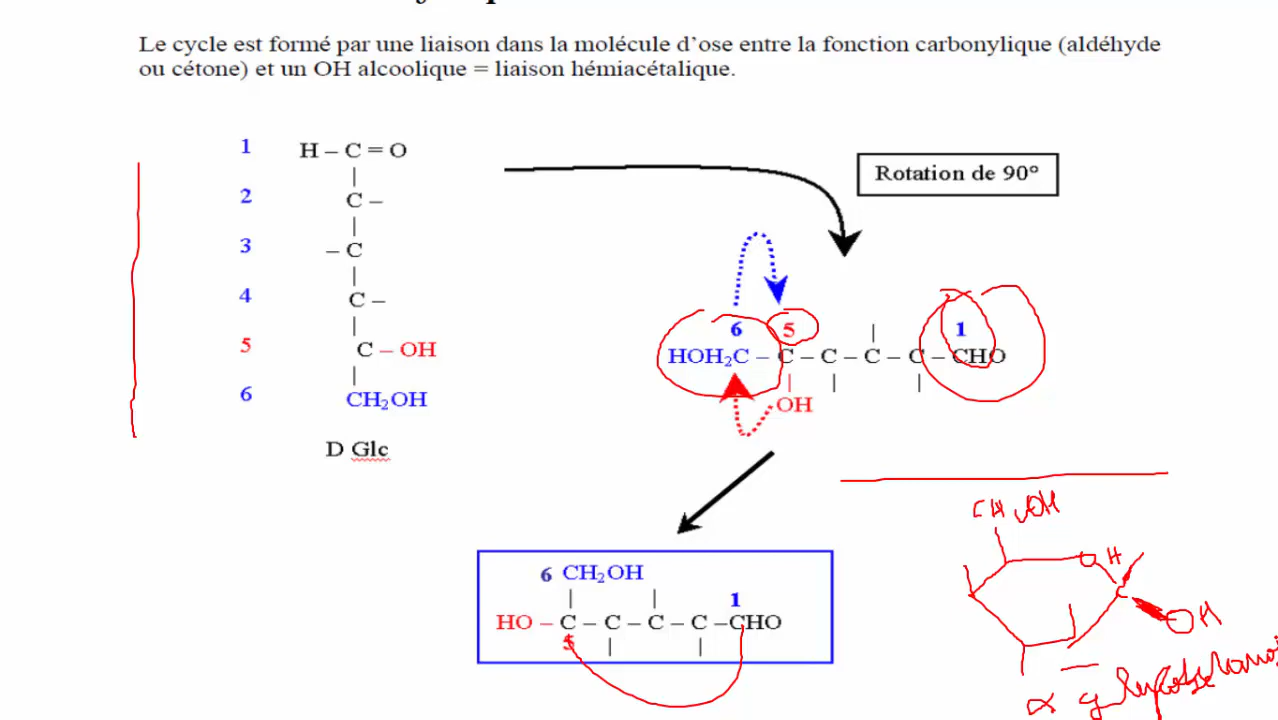 Le cycle est formé par une liaison dans la molécule d'ose entre la fonction carbonylique (aldéhyde
ou cétone) et un OH alcoolique = liaison hémiacétalique.
1 H – C = O
2 C –
3 – C
4 C –
5 C – OH
6 CH₂OH
D Glc
Rotation de 90°
6 5 1
HOH₂C – C – C – C – C – CHO
OH
6 CH₂OH
1
HO – C – C – C – C – CHO
5
O H
C
OH
α